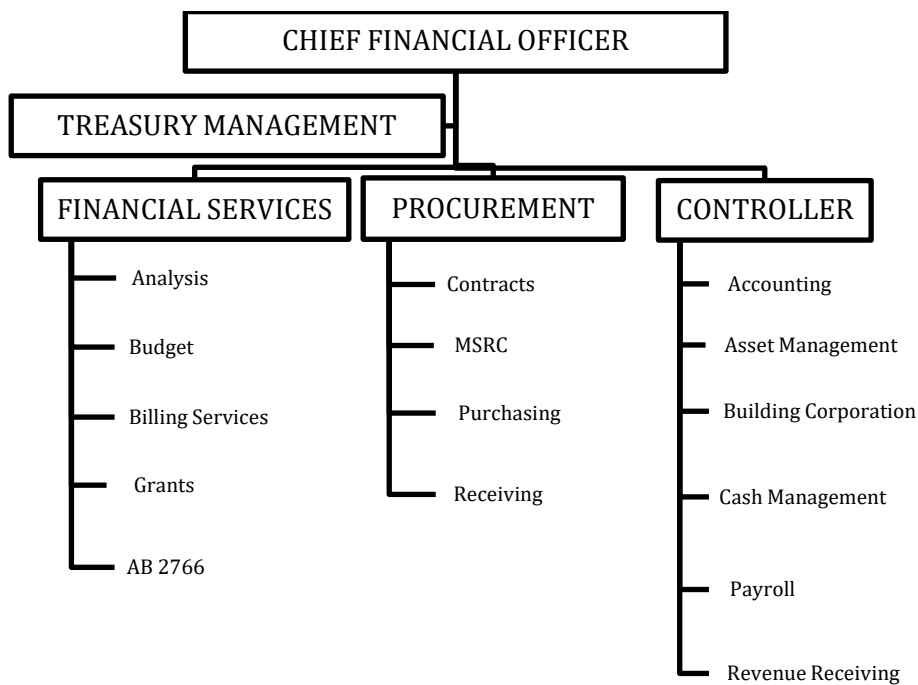 CHIEF FINANCIAL OFFICER
TREASURY MANAGEMENT
FINANCIAL SERVICES
Analysis
Budget
Billing Services
Grants
AB 2766
PROCUREMENT
Contracts
MSRC
Purchasing
Receiving
CONTROLLER
Accounting
Asset Management
Building Corporation
Cash Management
Payroll
Revenue Receiving